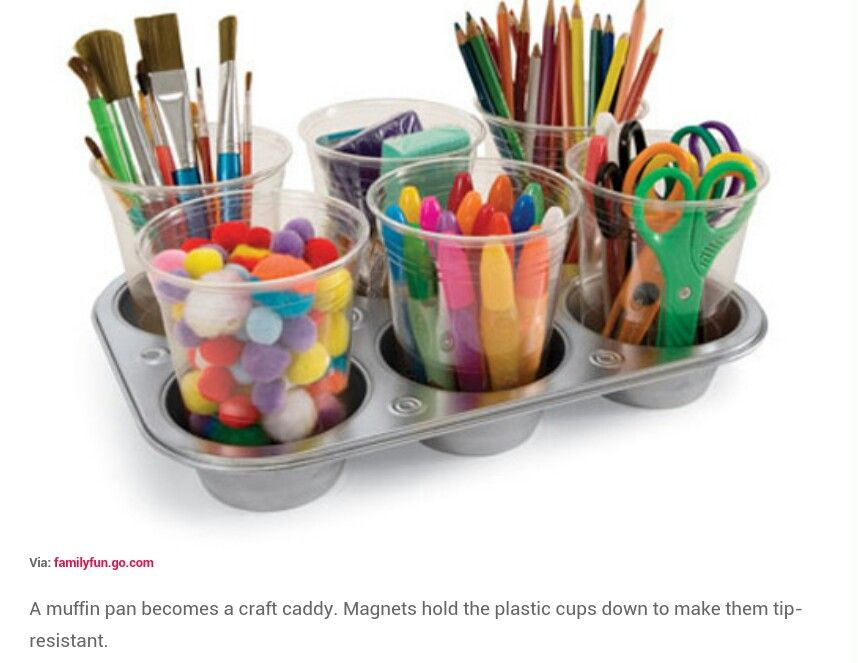 Via: familyfun.go.com
A muffin pan becomes a craft caddy. Magnets hold the plastic cups down to make them tip-
resistant.